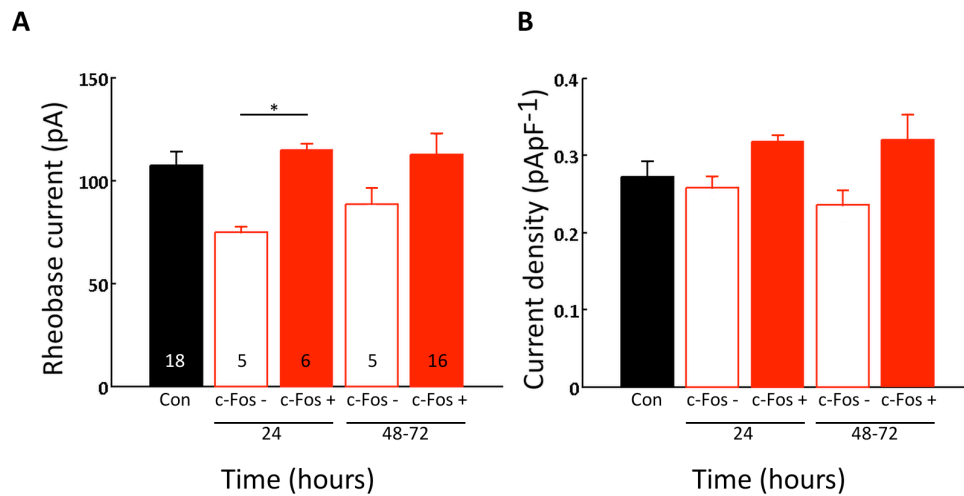 A
B
Rheobase current (pA)
150
100
50
0
18
5
6
5
16
*
Con
c-Fos -
c-Fos +
c-Fos -
c-Fos +
24
48-72
Time (hours)
Current density (pApF-1)
0.4
0.3
0.2
0.1
0
Con
c-Fos -
c-Fos +
c-Fos -
c-Fos +
24
48-72
Time (hours)